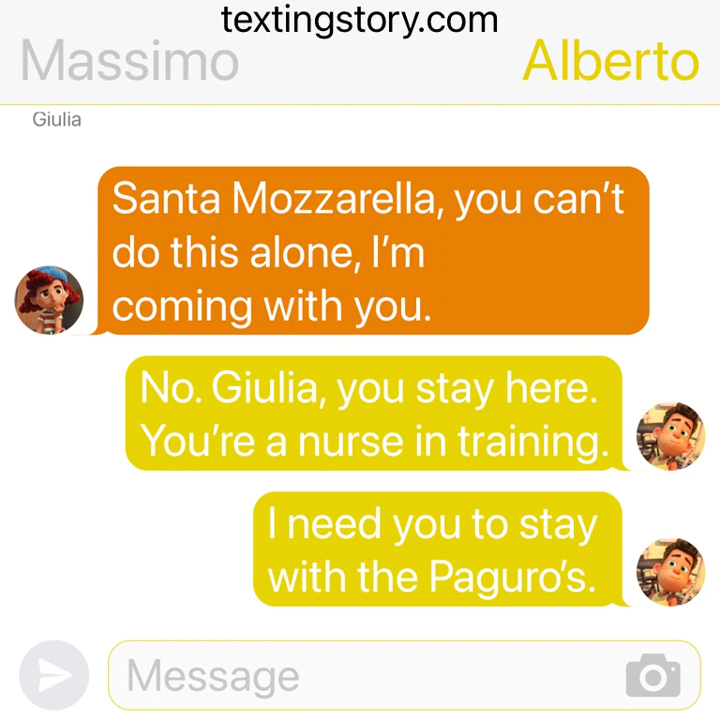 textingstory.com
Massimo
Alberto
Giulia
Santa Mozzarella, you can’t
do this alone, I’m
coming with you.
No. Giulia, you stay here.
You’re a nurse in training.
I need you to stay
with the Paguro’s.
Message